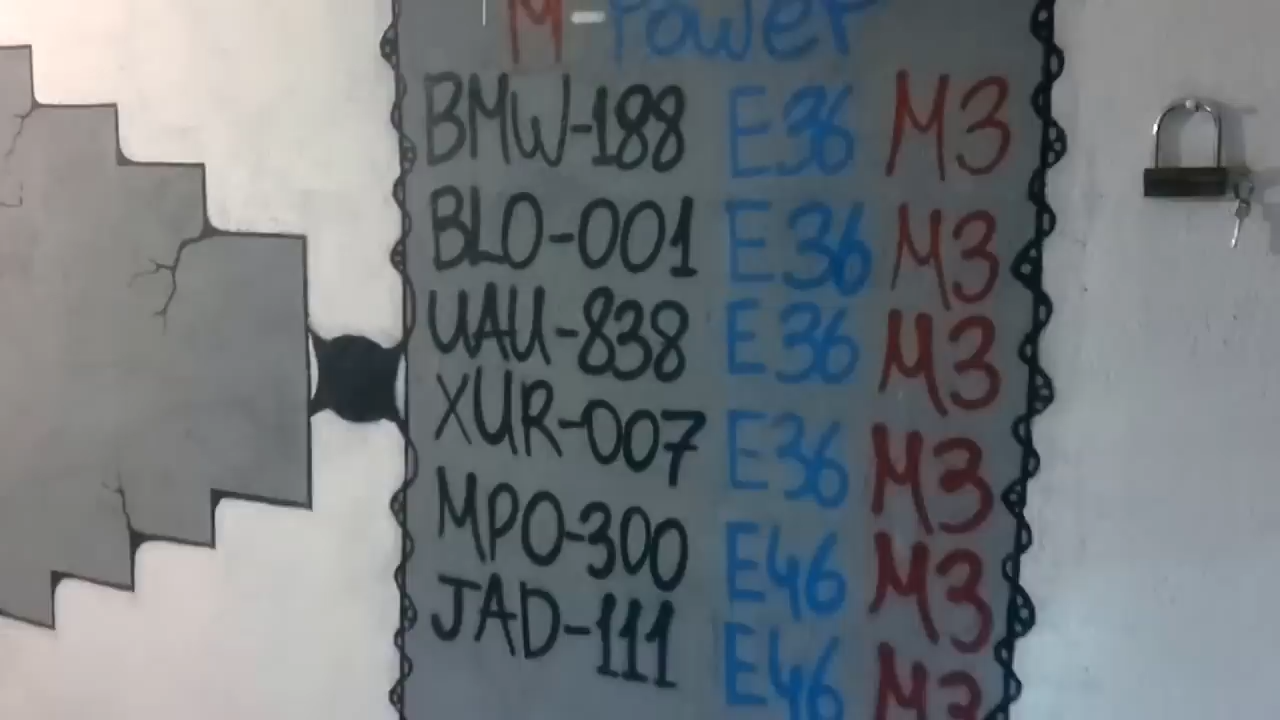 M-Power
BMW-188 E36 M3
BLO-001 E36 M3
UAU-838 E36 M3
XUR-007 E36 M3
MPO-300 E46 M3
JAD-111 E46 M3